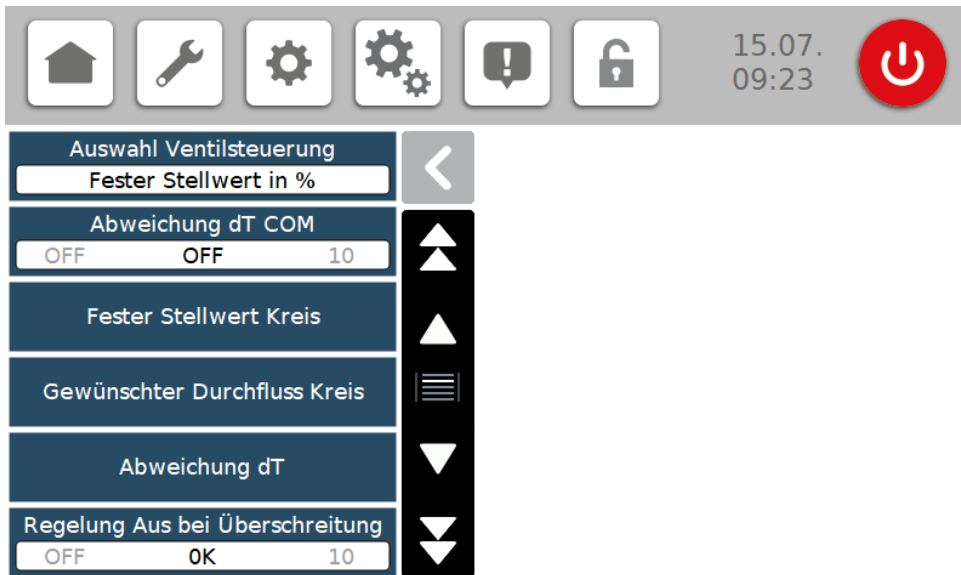 15.07.
09:23
Auswahl Ventilsteuerung
Fester Stellwert in %
Abweichung dT COM
OFF OFF 10
Fester Stellwert Kreis
Gewünschter Durchfluss Kreis
Abweichung dT
Regelung Aus bei Überschreitung
OFF 0K 10